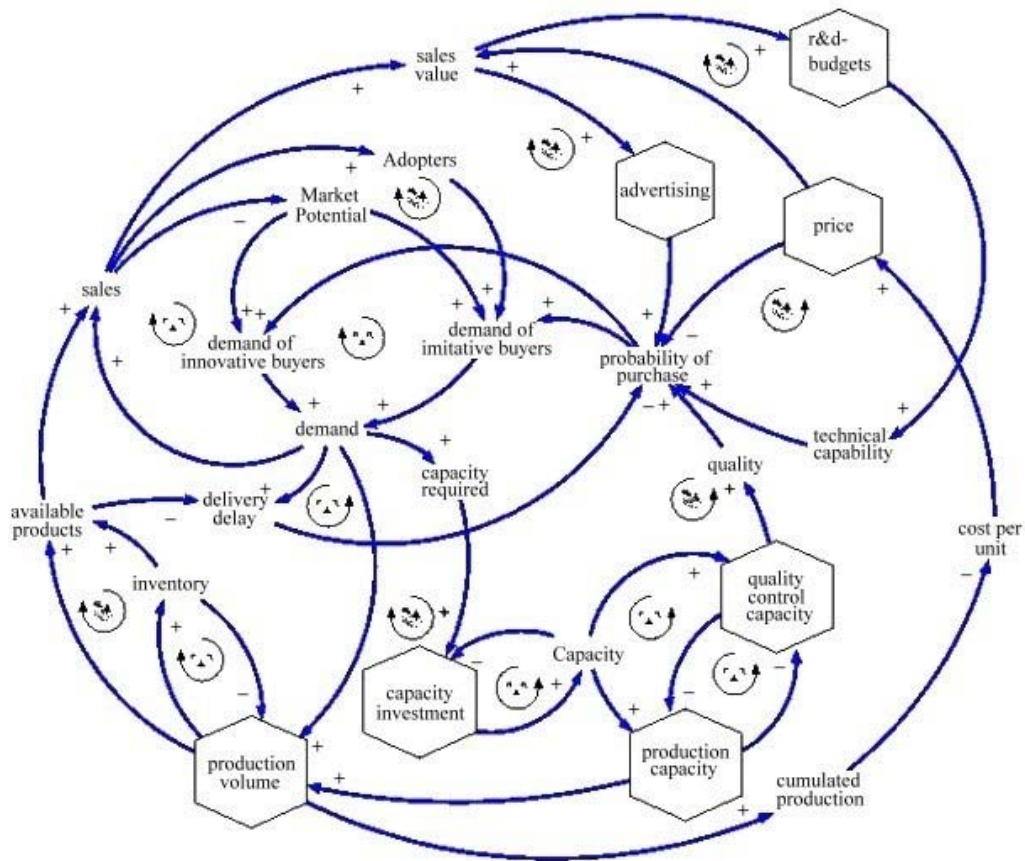 r&d-
budgets
sales
value
+
+
+
+
Adopters
+
advertising
Market
Potential
−
price
sales
+
+
+
+
+
+
+
+
demand of
innovative buyers
demand of
imitative buyers
probability of
purchase
−
+
+
+
−
+
+
+
demand
+
technical
capability
capacity
required
quality
+
available
products
−
+
delivery
delay
cost per
unit
−
+
+
inventory
+
quality
control
capacity
+
+
−
Capacity
−
−
−
+
capacity
investment
+
+
production
volume
+
+
production
capacity
cumulated
production
+